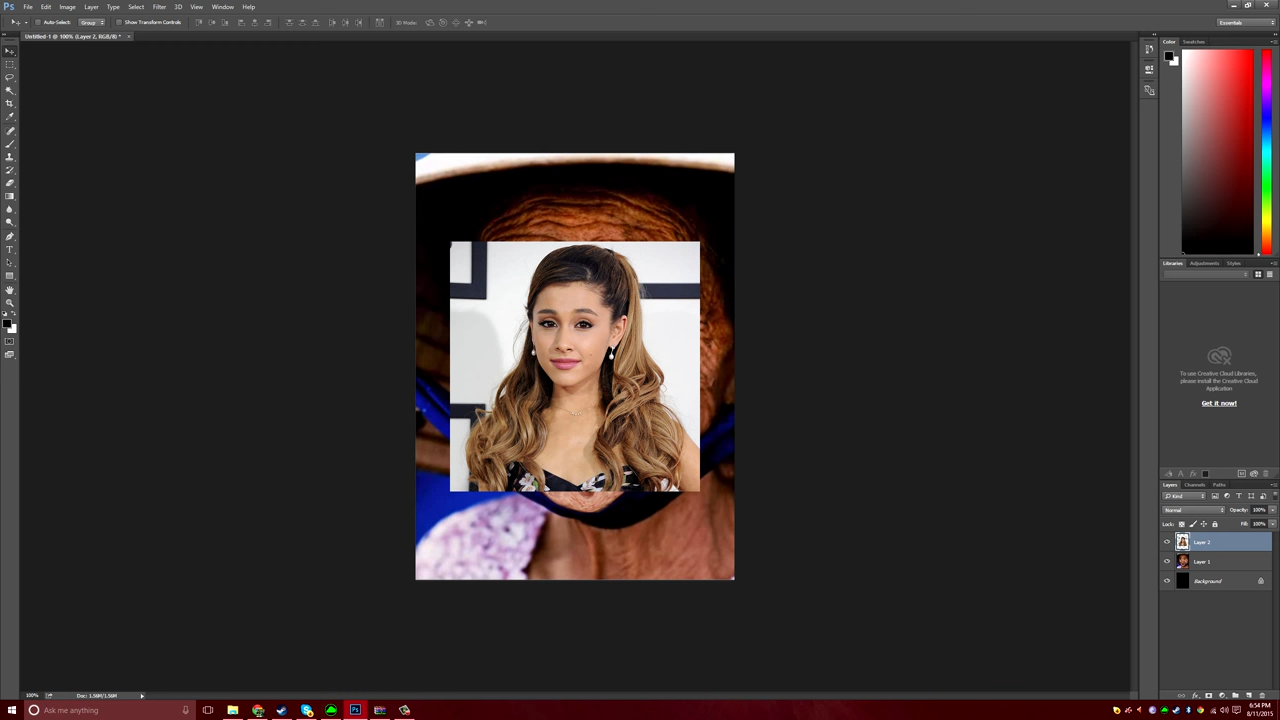 Ps File Edit Image Layer Type Select Filter 3D View Window Help
Auto-Select: Group Show Transform Controls 3D Mode: Essentials
Untitled-1 @ 100% (Layer 2, RGB/8) * ×
Color Swatches
Libraries Adjustments Styles
To use Creative Cloud Libraries,
please install the Creative Cloud
Application
Get it now!
Layers Channels Paths
Kind
Normal Opacity: 100%
Lock: Fill: 100%
Layer 2
Layer 1
Background
100% Doc: 1.56M/1.56M
Ask me anything
6:54 PM
8/11/2015